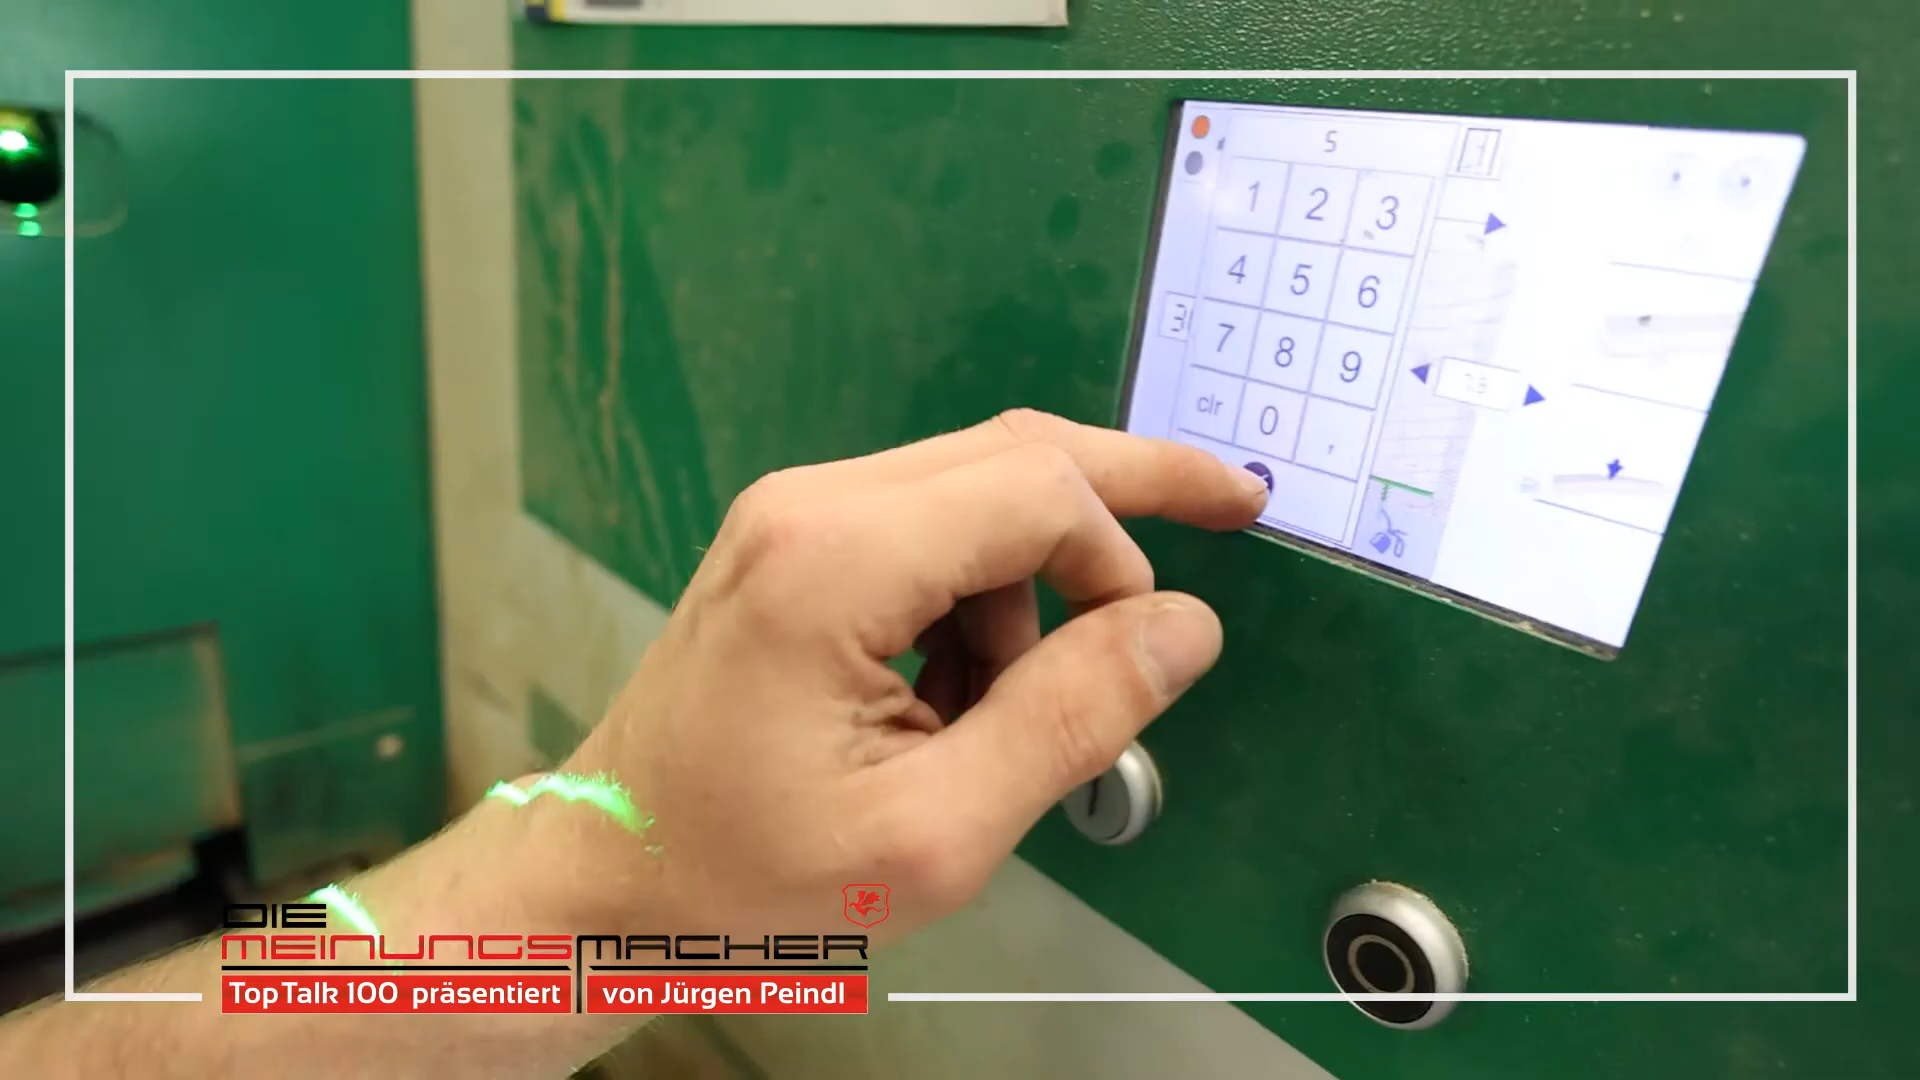 5
1 2 3
4 5 6
7 8 9
clr 0 ,
DIE
MEINUNGSMACHER
TopTalk 100 präsentiert von Jürgen Peindl